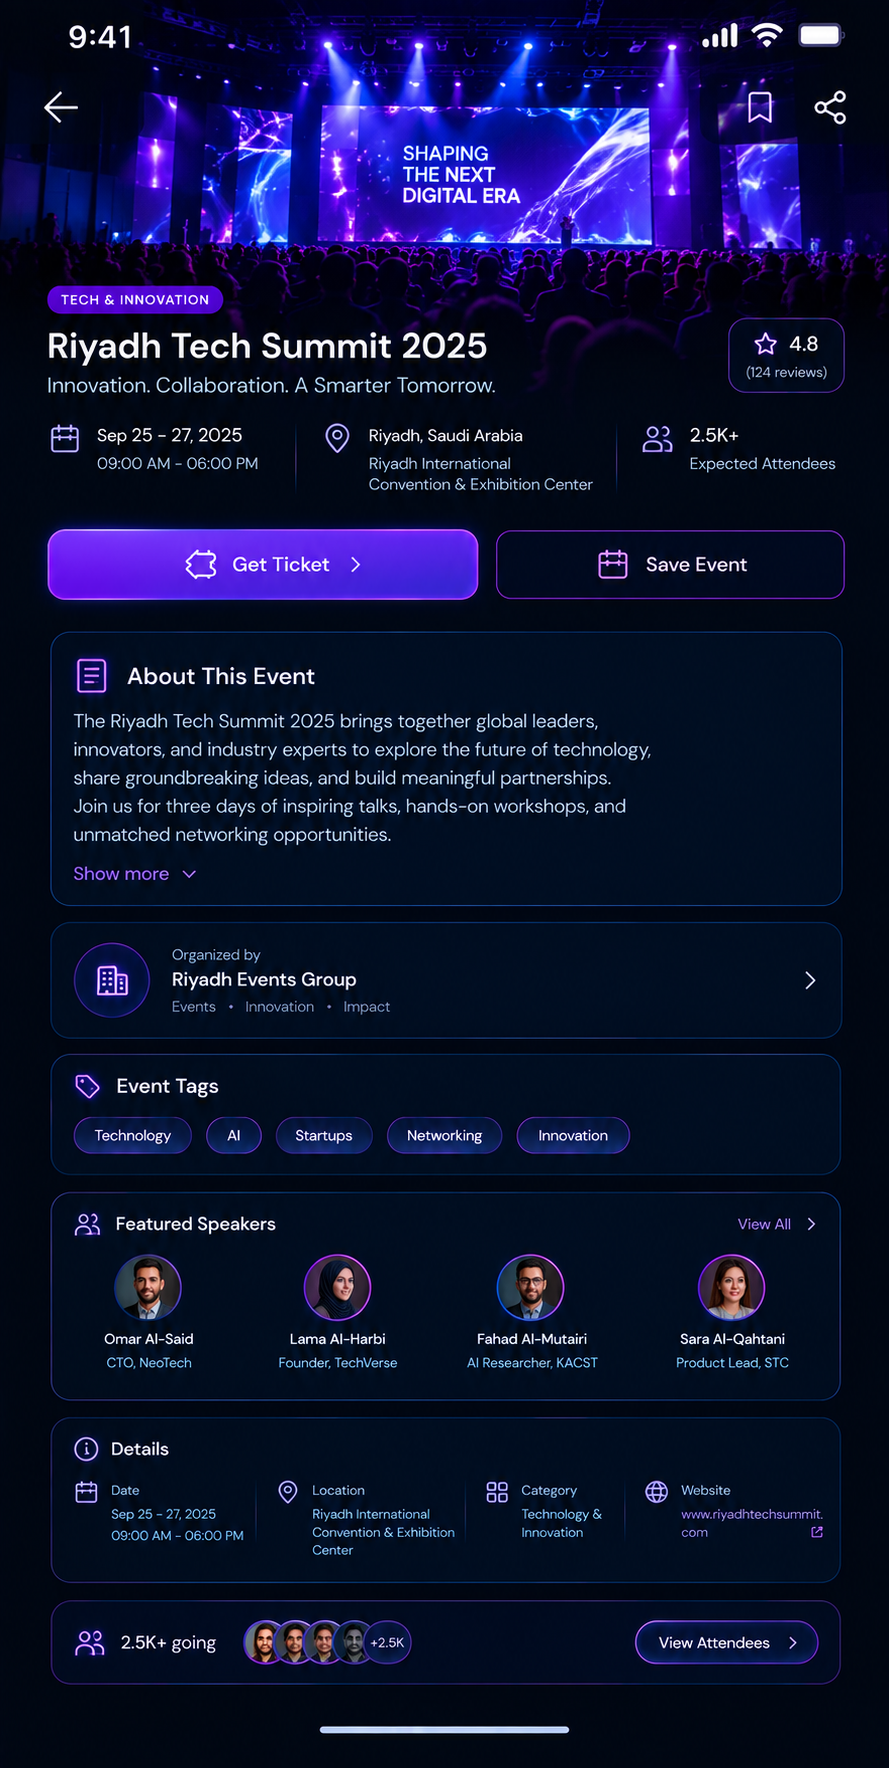 9:41
SHAPING
THE NEXT
DIGITAL ERA
TECH & INNOVATION
Riyadh Tech Summit 2025
Innovation. Collaboration. A Smarter Tomorrow.
4.8
(124 reviews)
Sep 25 - 27, 2025
09:00 AM - 06:00 PM
Riyadh, Saudi Arabia
Riyadh International
Convention & Exhibition Center
2.5K+
Expected Attendees
Get Ticket
Save Event
About This Event
The Riyadh Tech Summit 2025 brings together global leaders,
innovators, and industry experts to explore the future of technology,
share groundbreaking ideas, and build meaningful partnerships.
Join us for three days of inspiring talks, hands-on workshops, and
unmatched networking opportunities.
Show more
Organized by
Riyadh Events Group
Events • Innovation • Impact
Event Tags
Technology
AI
Startups
Networking
Innovation
Featured Speakers
View All
Omar Al-Said
CTO, NeoTech
Lama Al-Harbi
Founder, TechVerse
Fahad Al-Mutairi
AI Researcher, KACST
Sara Al-Qahtani
Product Lead, STC
Details
Date
Sep 25 - 27, 2025
09:00 AM - 06:00 PM
Location
Riyadh International
Convention & Exhibition
Center
Category
Technology &
Innovation
Website
www.riyadhtechsummit.
com
2.5K+ going
+2.5K
View Attendees